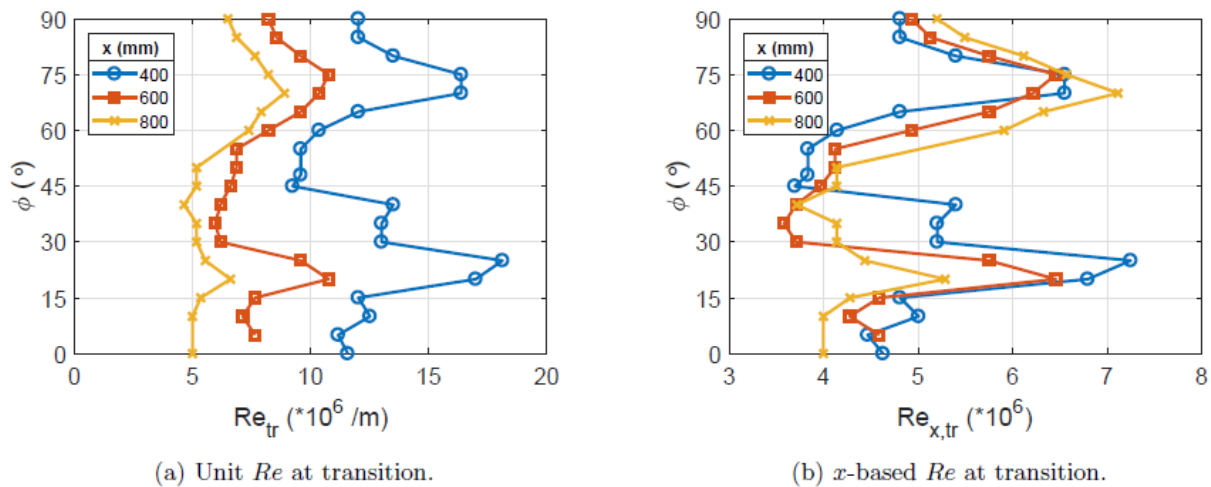 90
75
60
45
30
15
0
ϕ (°)
x (mm)
400
600
800
0 5 10 15 20
Re_tr (*10^6 /m)
(a) Unit Re at transition.
90
75
60
45
30
15
0
ϕ (°)
x (mm)
400
600
800
3 4 5 6 7 8
Re_x,tr (*10^6)
(b) x-based Re at transition.